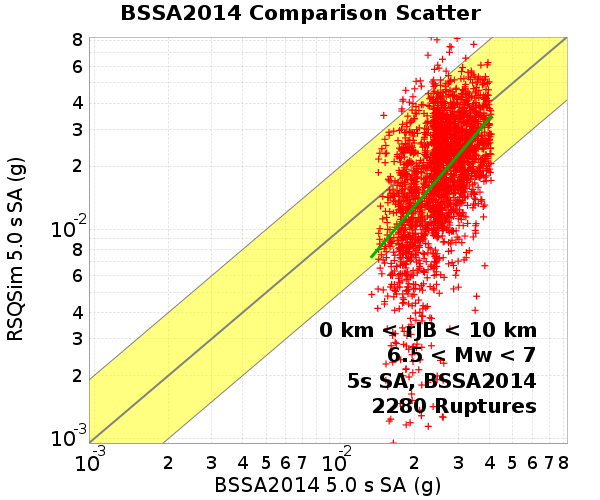 BSSA2014 Comparison Scatter
RSQSim 5.0 s SA (g)
8
6
4
3
2
10-2
8
6
4
3
2
10-3
0 km < rJB < 10 km
6.5 < Mw < 7
5s SA, BSSA2014
2280 Ruptures
10-3 2 3 4 5 6 7 10-2 2 3 4 5 6 7 8
BSSA2014 5.0 s SA (g)